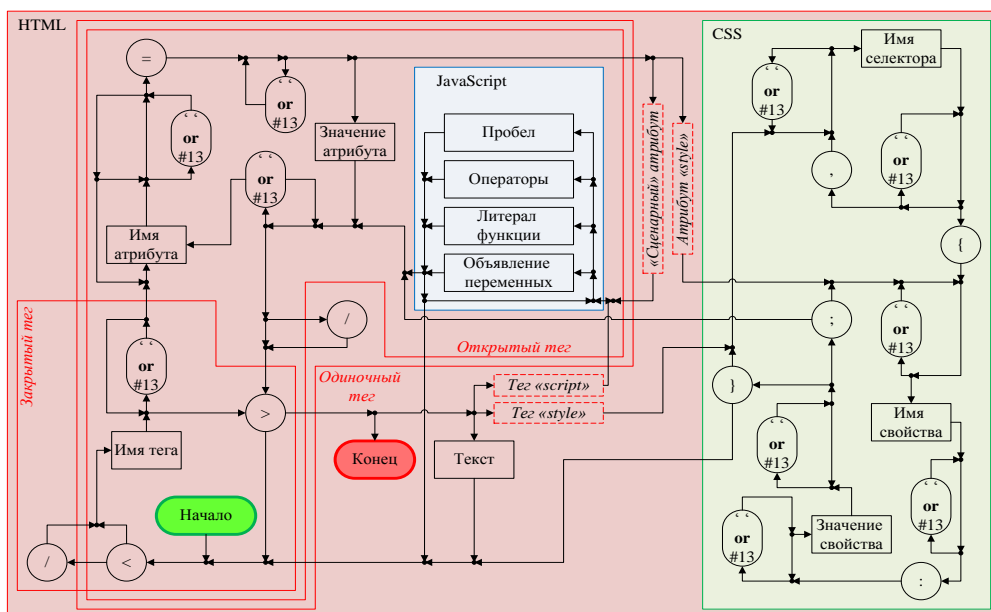 HTML
CSS
=
Имя
селектора
JavaScript
“
or
#13
“
or
#13
“
or
#13
Значение
атрибута
Пробел
«Сценарный» атрибут
Атрибут «style»
“
or
#13
“
or
#13
,
Операторы
Литерал
функции
Имя
атрибута
Объявление
переменных
{
Закрытый тег
/
;
“
or
#13
Открытый тег
“
or
#13
Одиночный
тег
Тег «script»
}
>
Тег «style»
Имя
свойства
Имя тега
Конец
Текст
“
or
#13
Начало
“
or
#13
“
or
#13
Значение
свойства
/
<
: